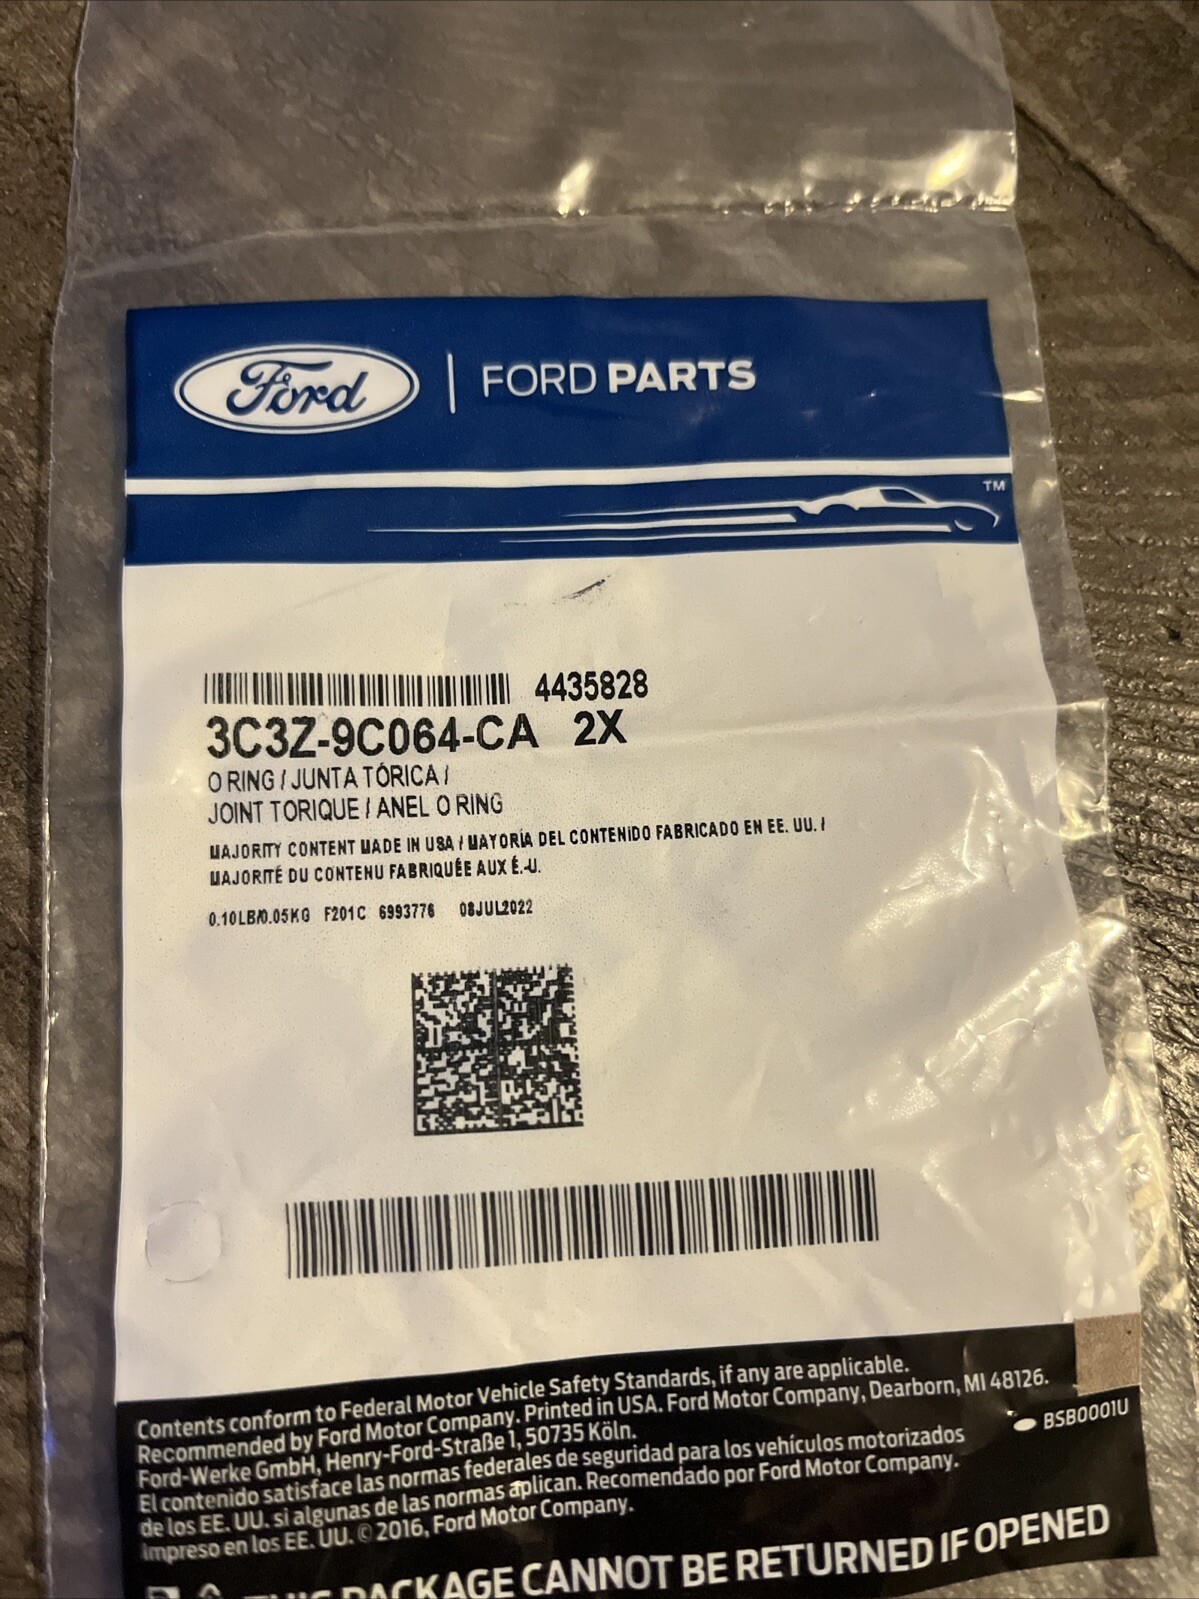 Ford | FORD PARTS
TM
4435828
3C3Z-9C064-CA 2X
O RING / JUNTA TÓRICA /
JOINT TORIQUE / ANEL O RING
MAJORITY CONTENT MADE IN USA / MAYORÍA DEL CONTENIDO FABRICADO EN EE. UU. /
MAJORITÉ DU CONTENU FABRIQUÉE AUX É.-U.
0.10LB/0.05KG F201C 6993776 08JUL2022
Contents conform to Federal Motor Vehicle Safety Standards, if any are applicable.
Recommended by Ford Motor Company. Printed in USA. Ford Motor Company, Dearborn, MI 48126.
Ford-Werke GmbH, Henry-Ford-Straße 1, 50735 Köln.
BSB0001U
El contenido satisface las normas federales de seguridad para los vehículos motorizados
de los EE. UU. si algunas de las normas aplican. Recomendado por Ford Motor Company.
Impreso en los EE. UU. © 2016, Ford Motor Company.
THIS PACKAGE CANNOT BE RETURNED IF OPENED